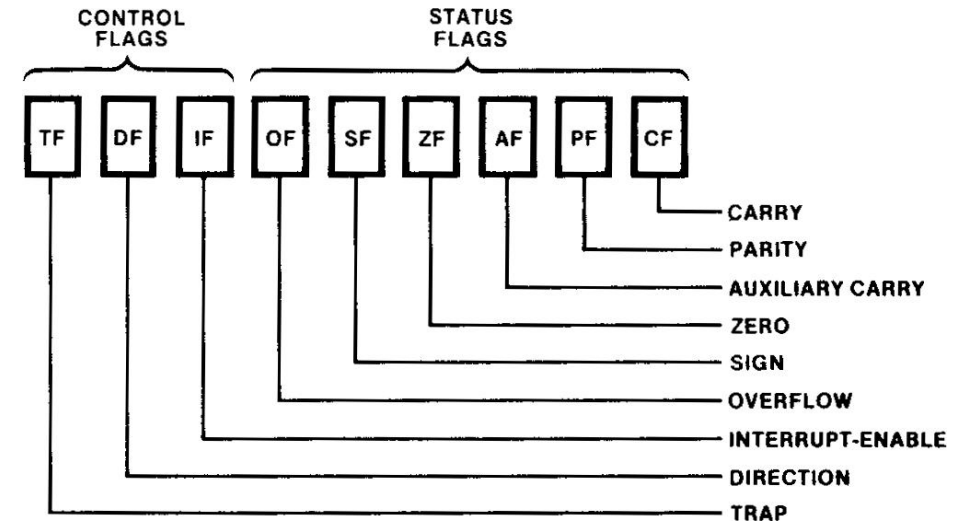 CONTROL
FLAGS
STATUS
FLAGS
TF DF IF OF SF ZF AF PF CF
CARRY
PARITY
AUXILIARY CARRY
ZERO
SIGN
OVERFLOW
INTERRUPT-ENABLE
DIRECTION
TRAP